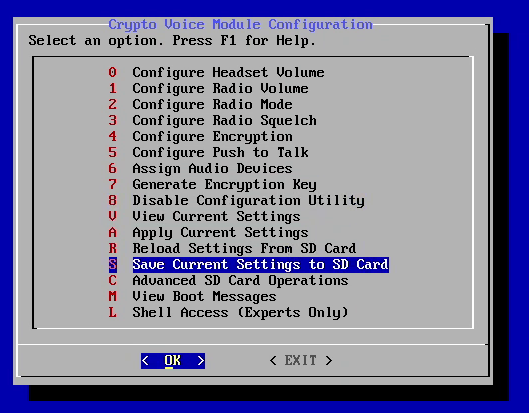 Crypto Voice Module Configuration
Select an option. Press F1 for Help.
0 Configure Headset Volume
1 Configure Radio Volume
2 Configure Radio Mode
3 Configure Radio Squelch
4 Configure Encryption
5 Configure Push to Talk
6 Assign Audio Devices
7 Generate Encryption Key
8 Disable Configuration Utility
V View Current Settings
A Apply Current Settings
R Reload Settings From SD Card
S Save Current Settings to SD Card
C Advanced SD Card Operations
M View Boot Messages
L Shell Access (Experts Only)
< OK > < EXIT >